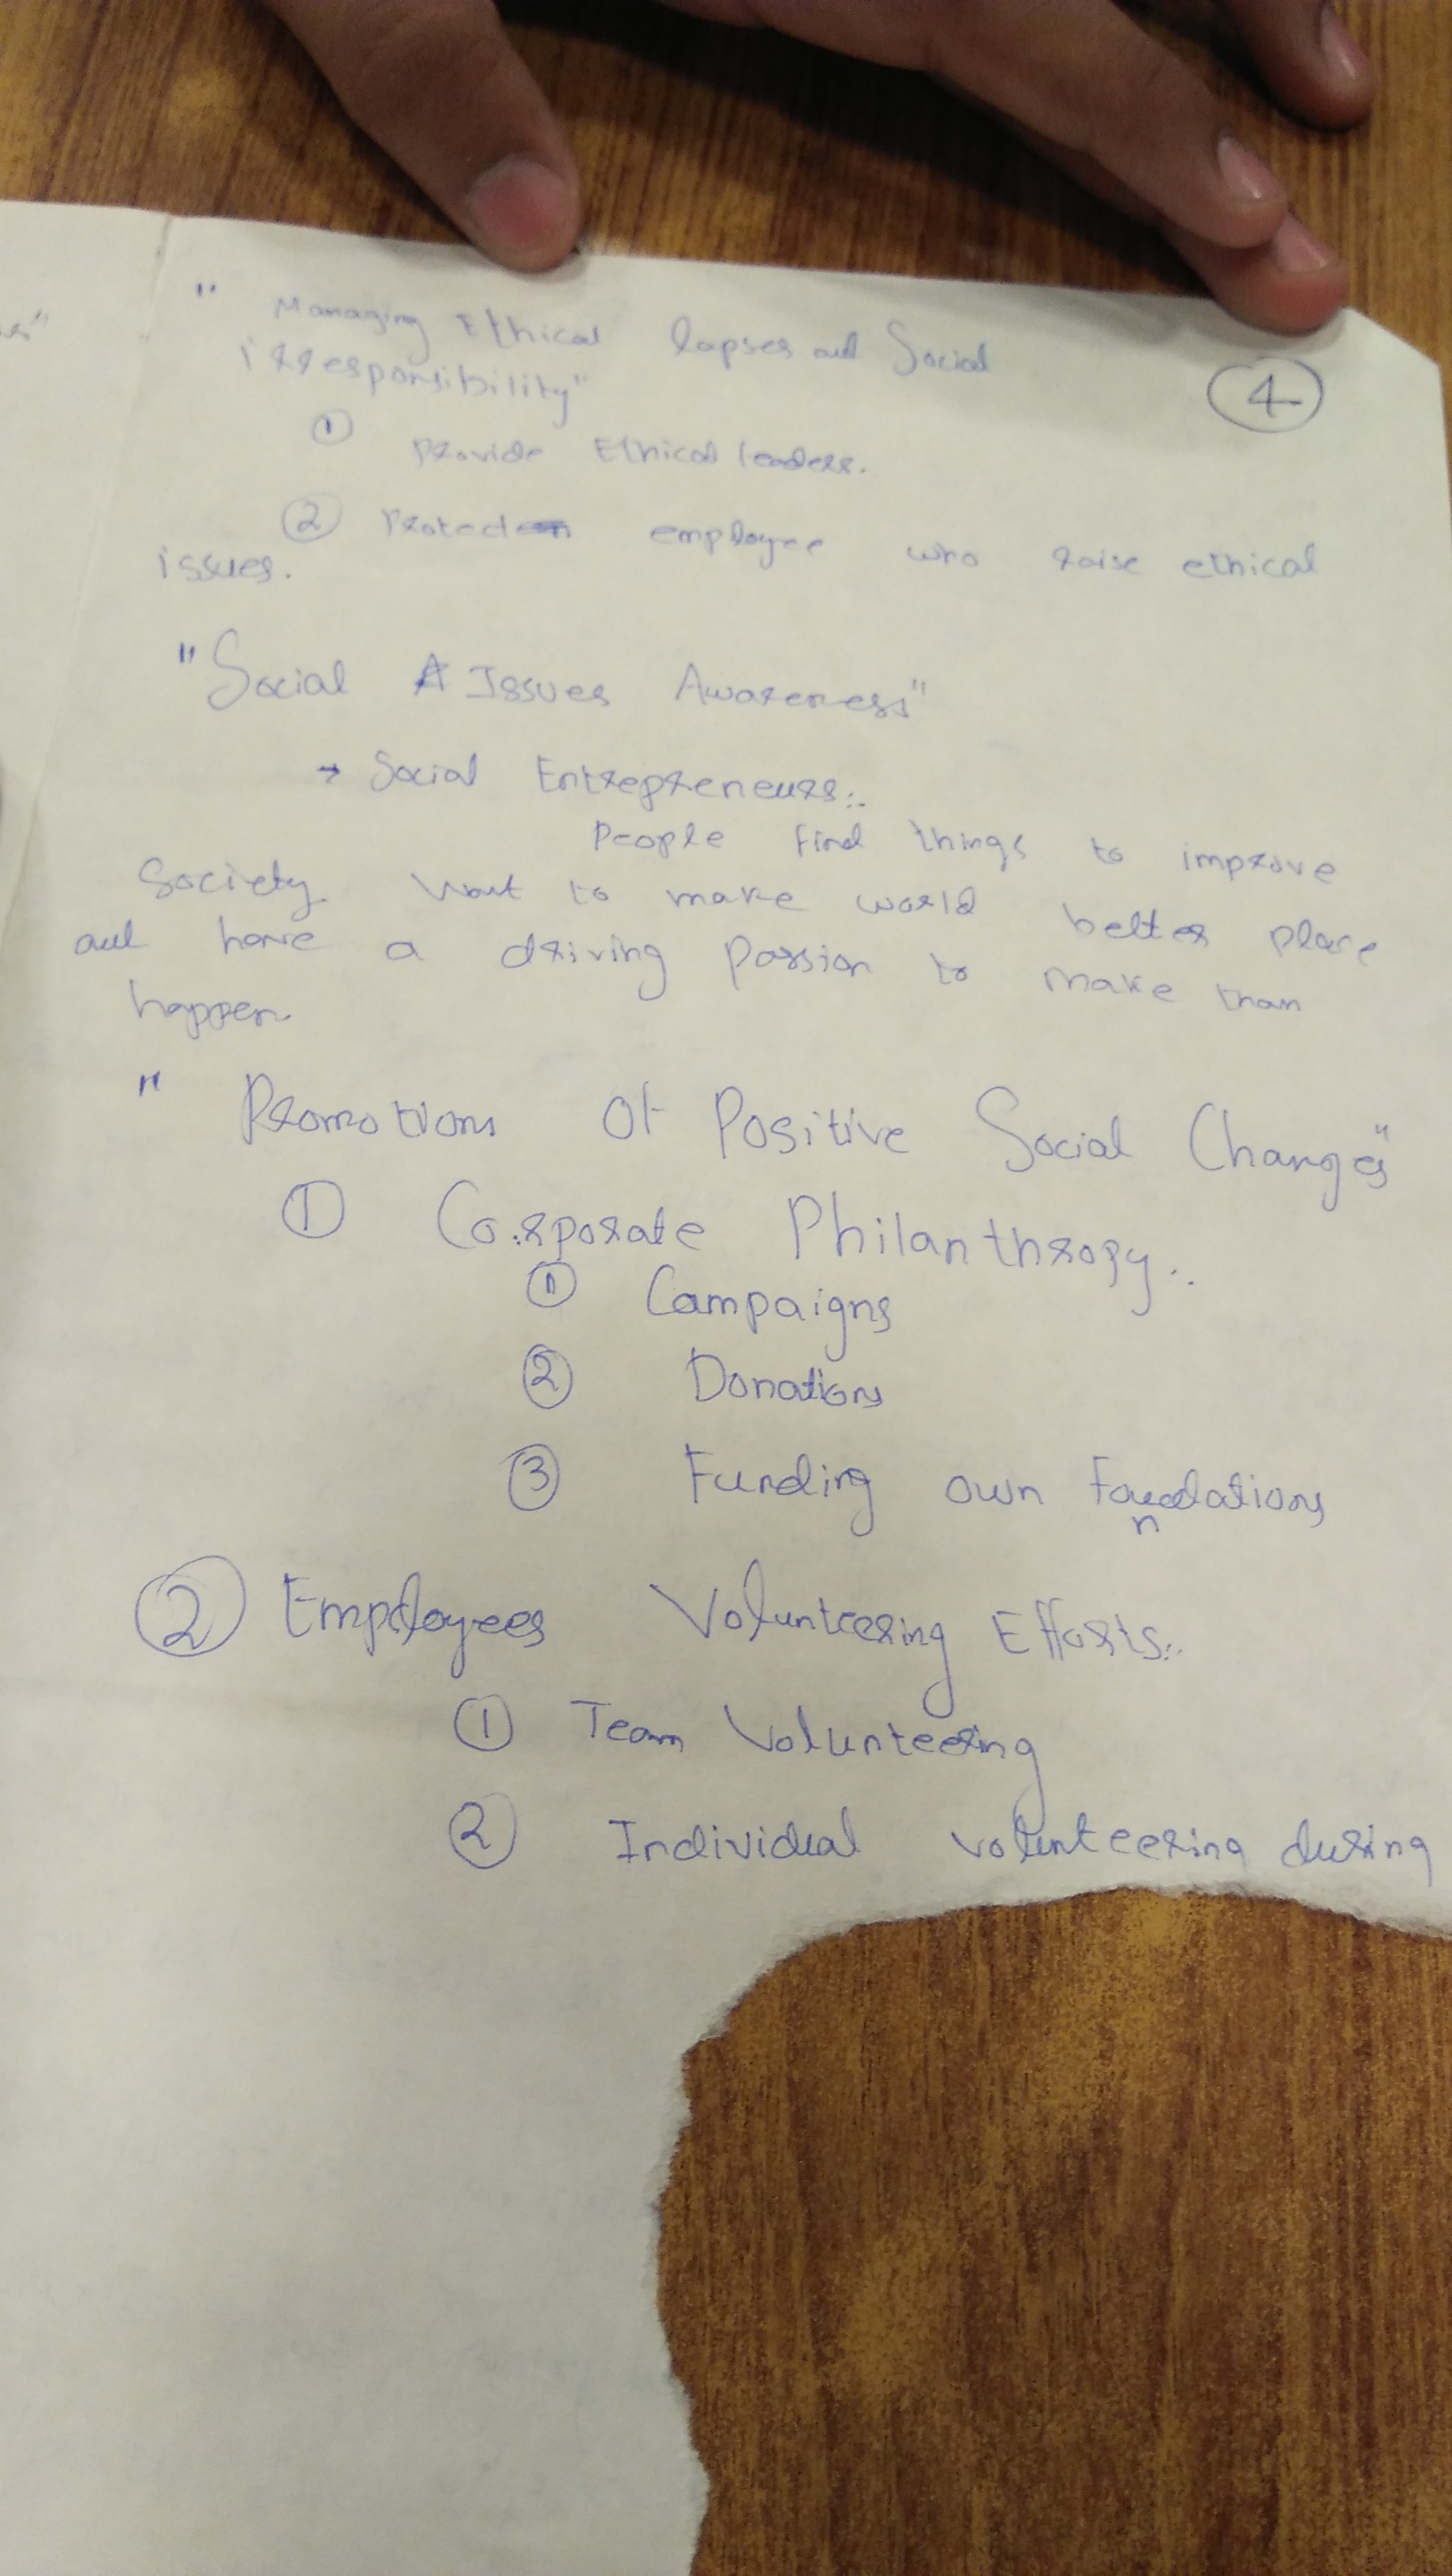 " Managing Ethical lapses and Social
irresponsibility"
4
① Provide Ethical leaders.
② Protect employee who raise ethical
issues.
"Social Issues Awareness"
→ Social Entrepreneurs:.
People find things to improve
Society want to make world better place
and have a driving passion to make than
happen.
" Promotions Of Positive Social Changes"
① Corporate Philanthropy..
① Campaigns
② Donations
③ Funding own Foundations
② Employees Volunteering Efforts:.
① Team Volunteering
② Individual volunteering during